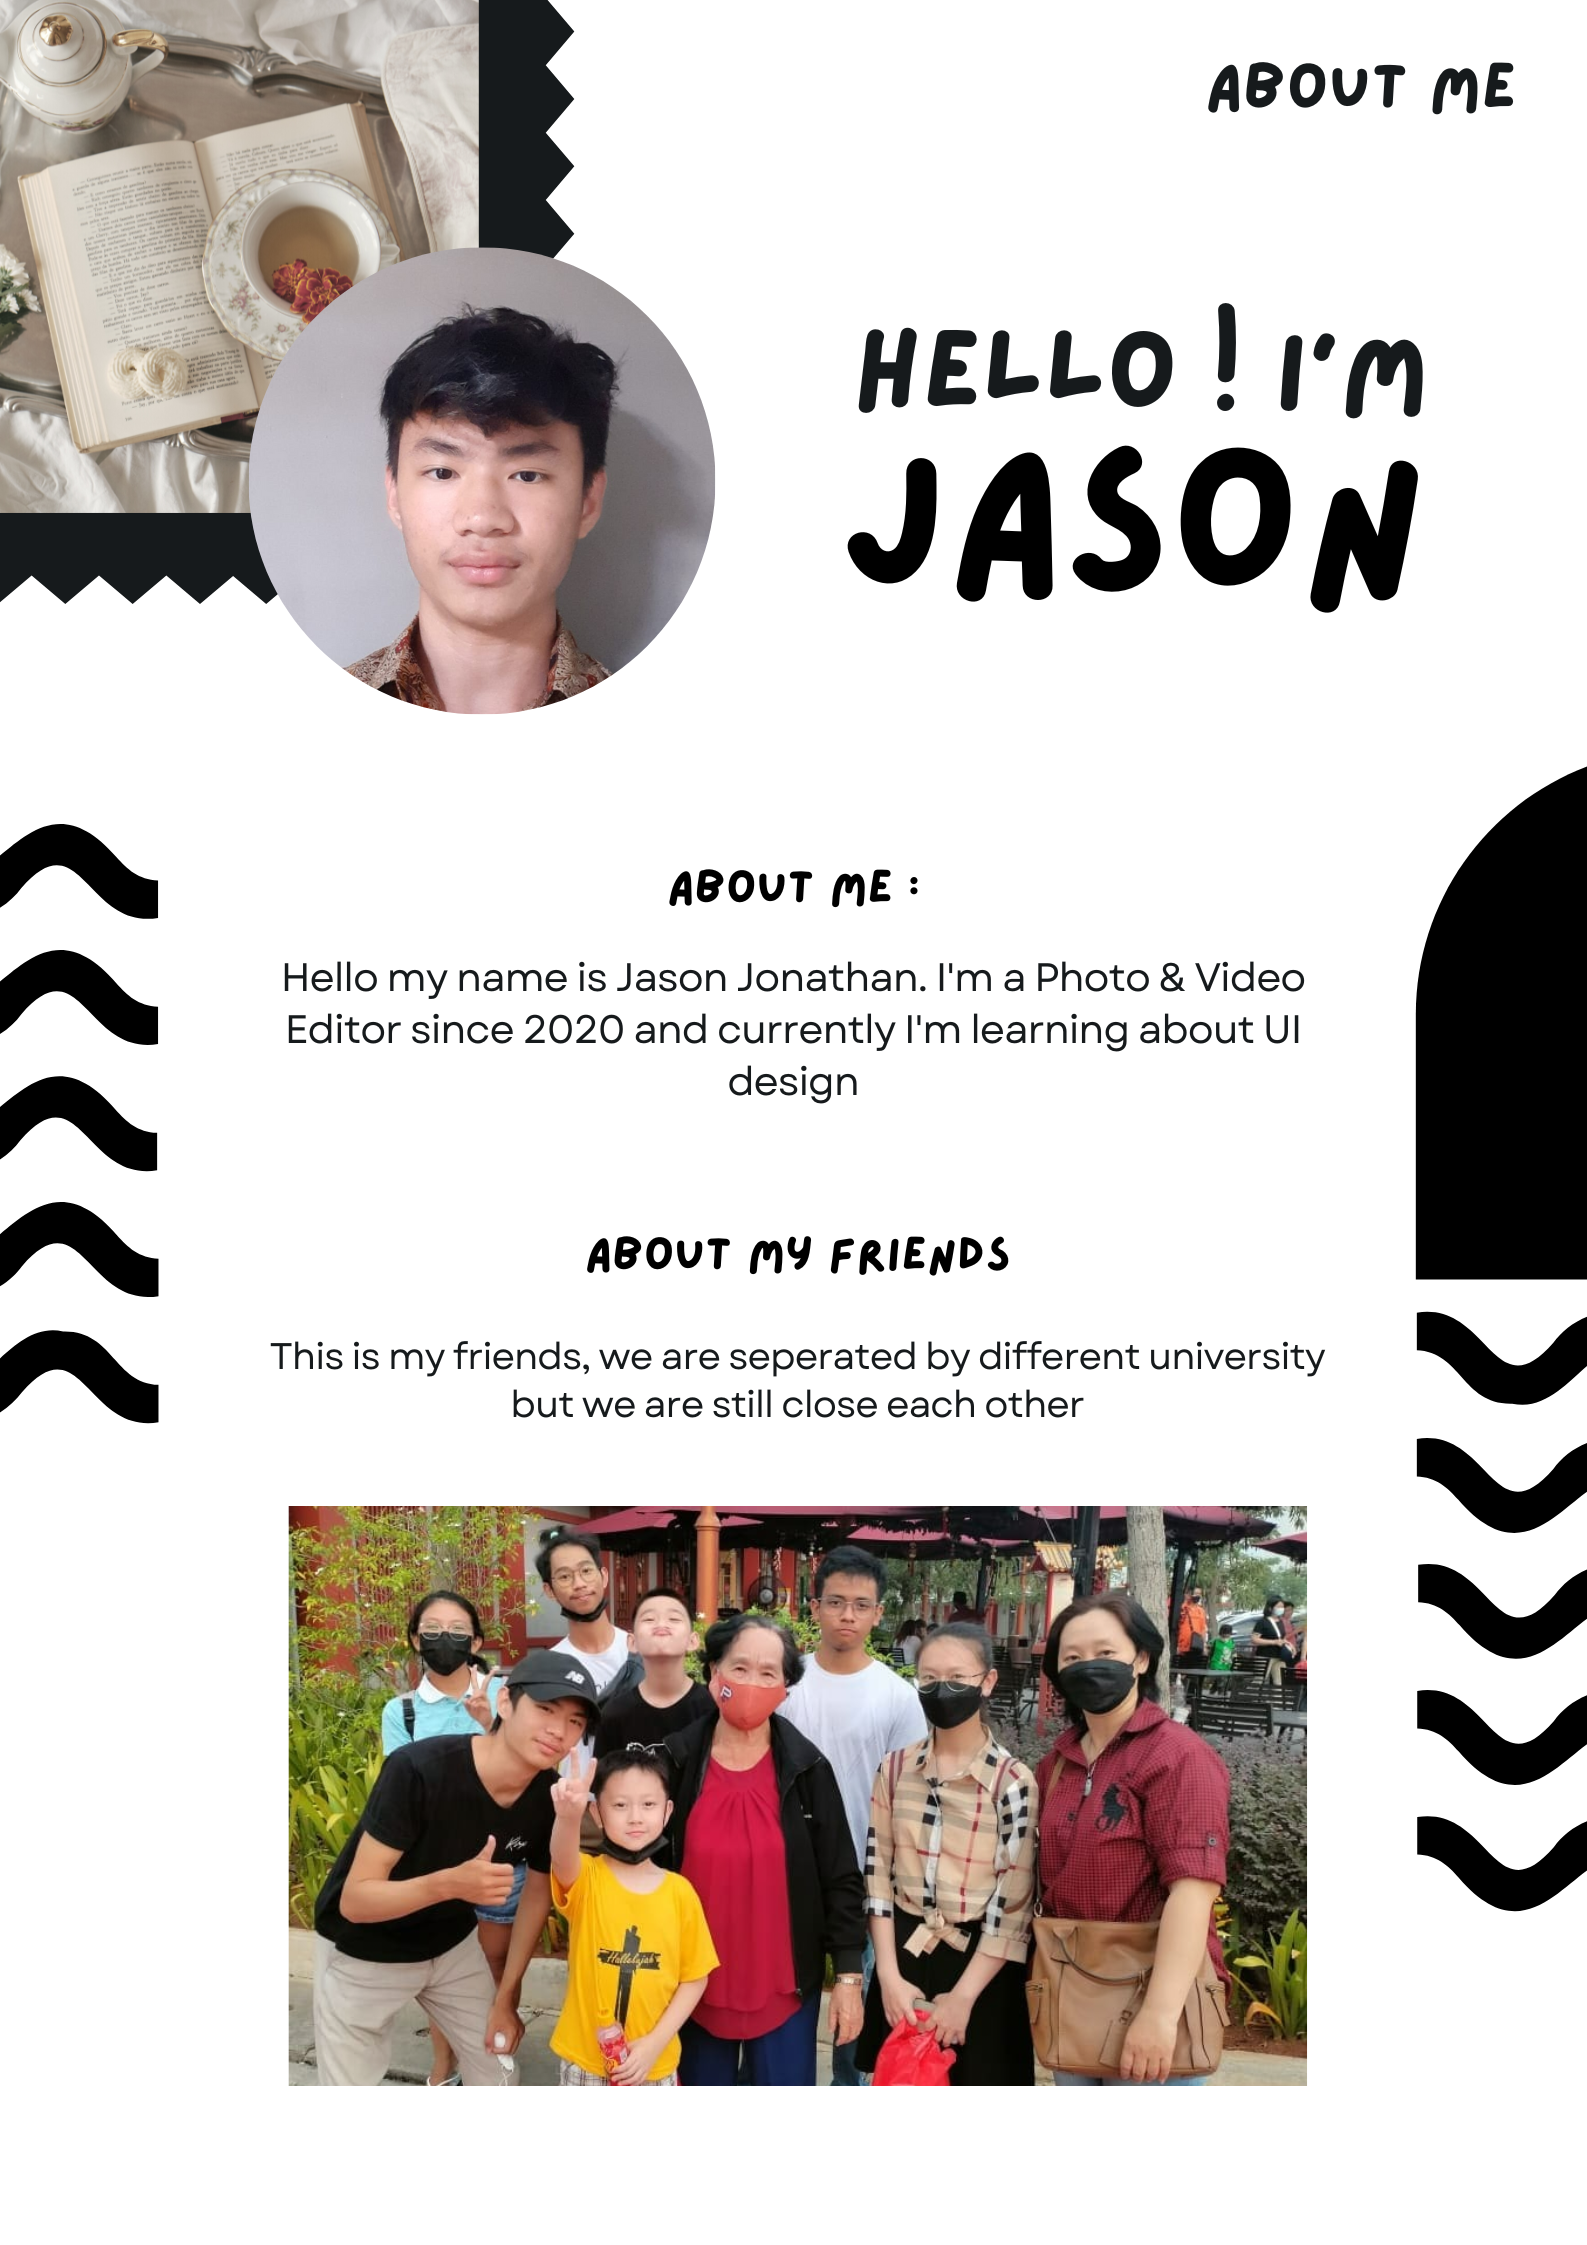 ABOUT ME
HELLO ! I'M
JASON
ABOUT ME :
Hello my name is Jason Jonathan. I'm a Photo & Video
Editor since 2020 and currently I'm learning about UI
design
ABOUT MY FRIENDS
This is my friends, we are seperated by different university
but we are still close each other
NB
Hallelujah